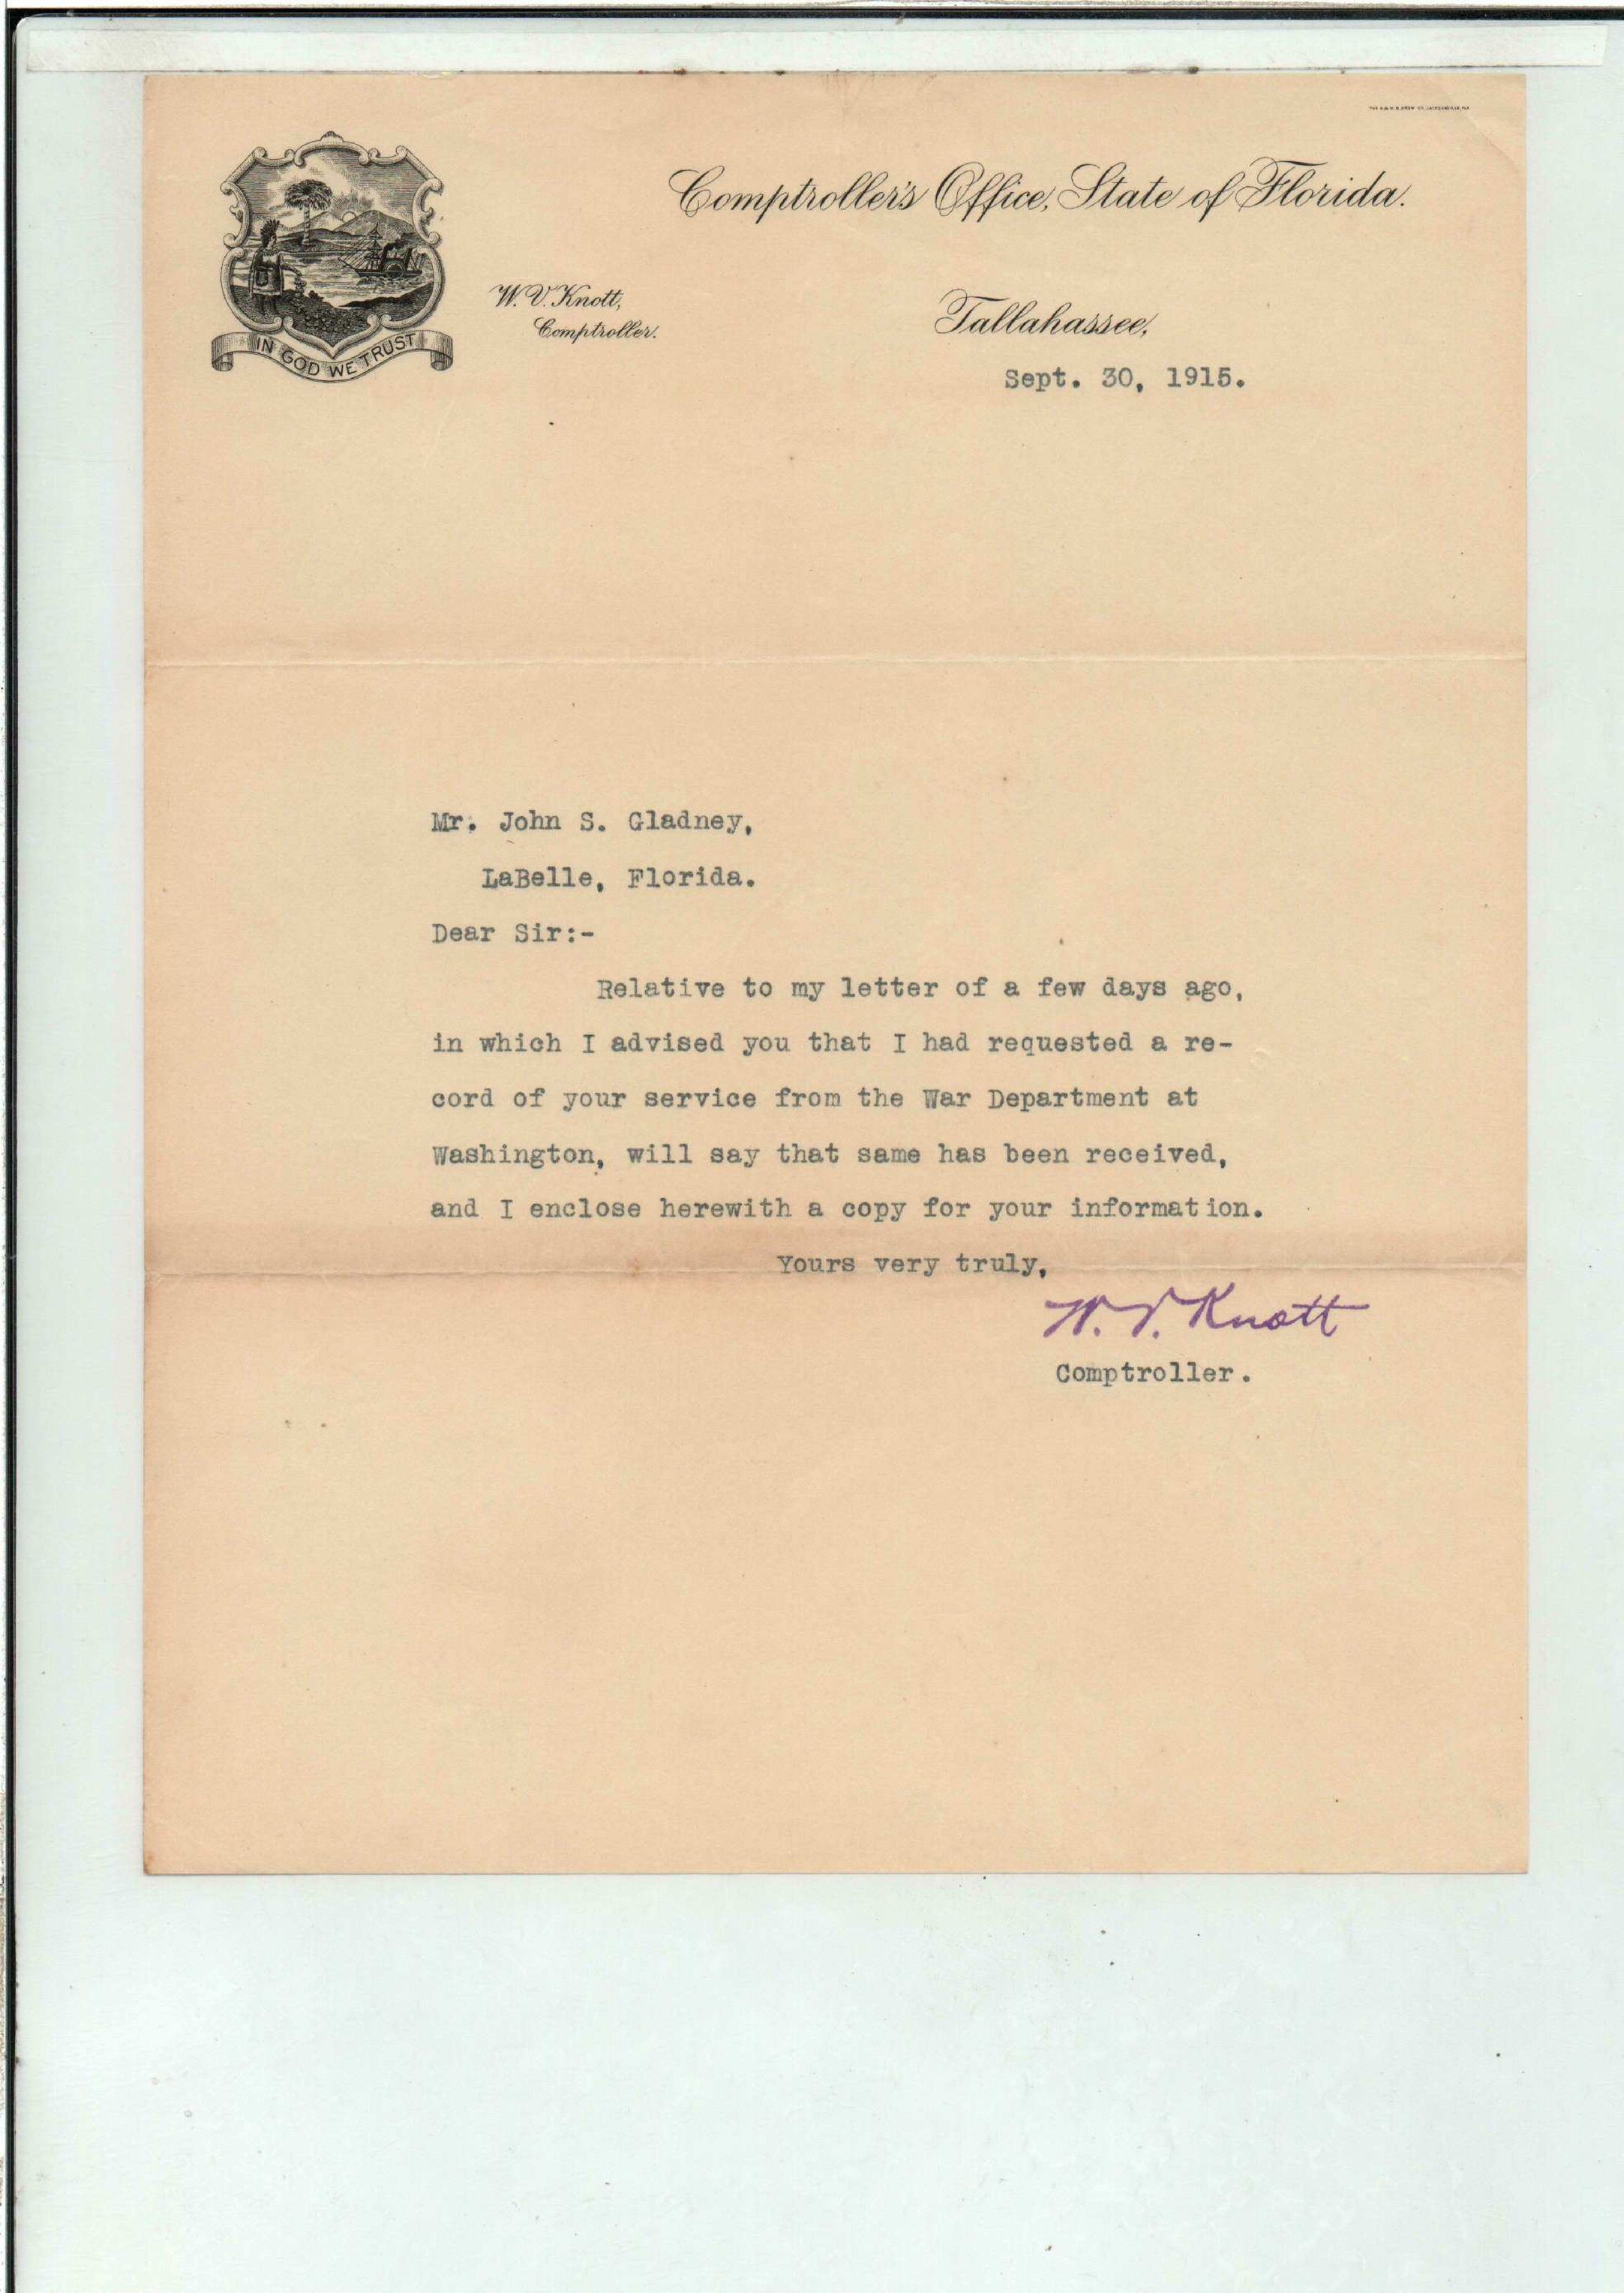 Comptroller's Office, State of Florida.
IN GOD WE TRUST
W. V. Knott,
Comptroller.
Tallahassee,
Sept. 30, 1915.
Mr. John S. Gladney,
LaBelle, Florida.
Dear Sir:-
Relative to my letter of a few days ago,
in which I advised you that I had requested a re-
cord of your service from the War Department at
Washington, will say that same has been received,
and I enclose herewith a copy for your information.
Yours very truly,
W. V. Knott
Comptroller.